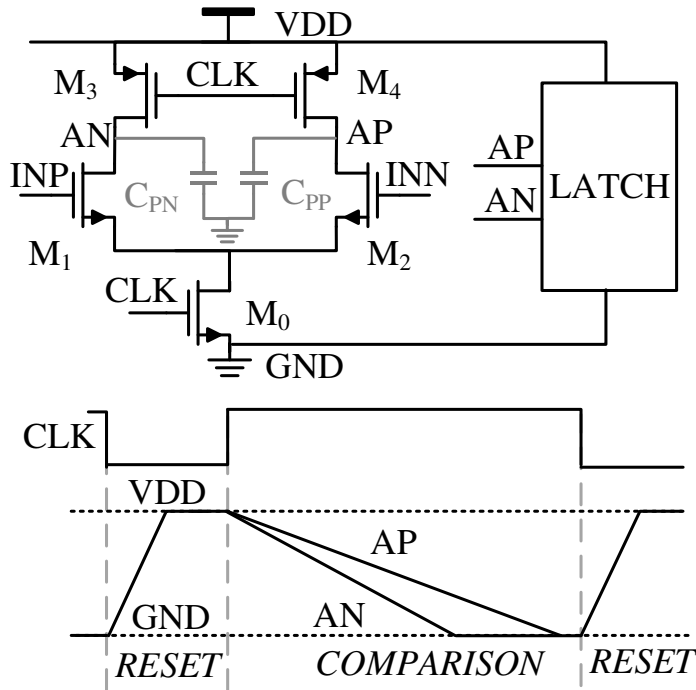 VDD
M3 CLK M4
AN AP
INP CPN CPP INN
AP
LATCH
AN
M1 M2
CLK
M0
GND
CLK
VDD
AP
GND AN
RESET COMPARISON RESET